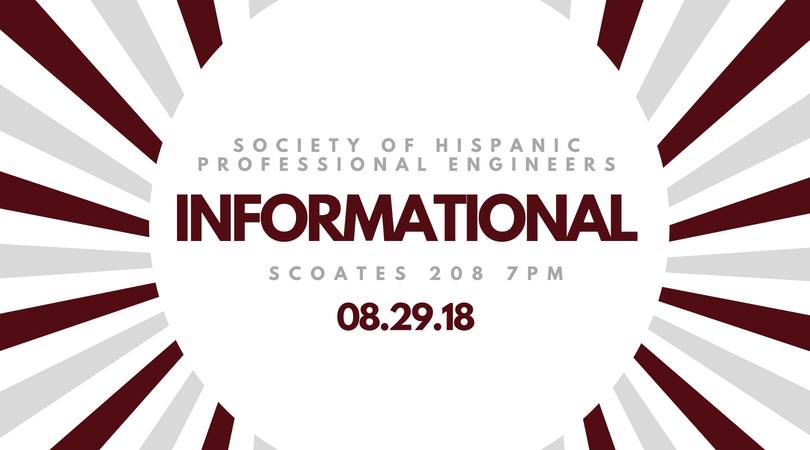 SOCIETY OF HISPANIC
PROFESSIONAL ENGINEERS
INFORMATIONAL
SCOATES 208 7PM
08.29.18